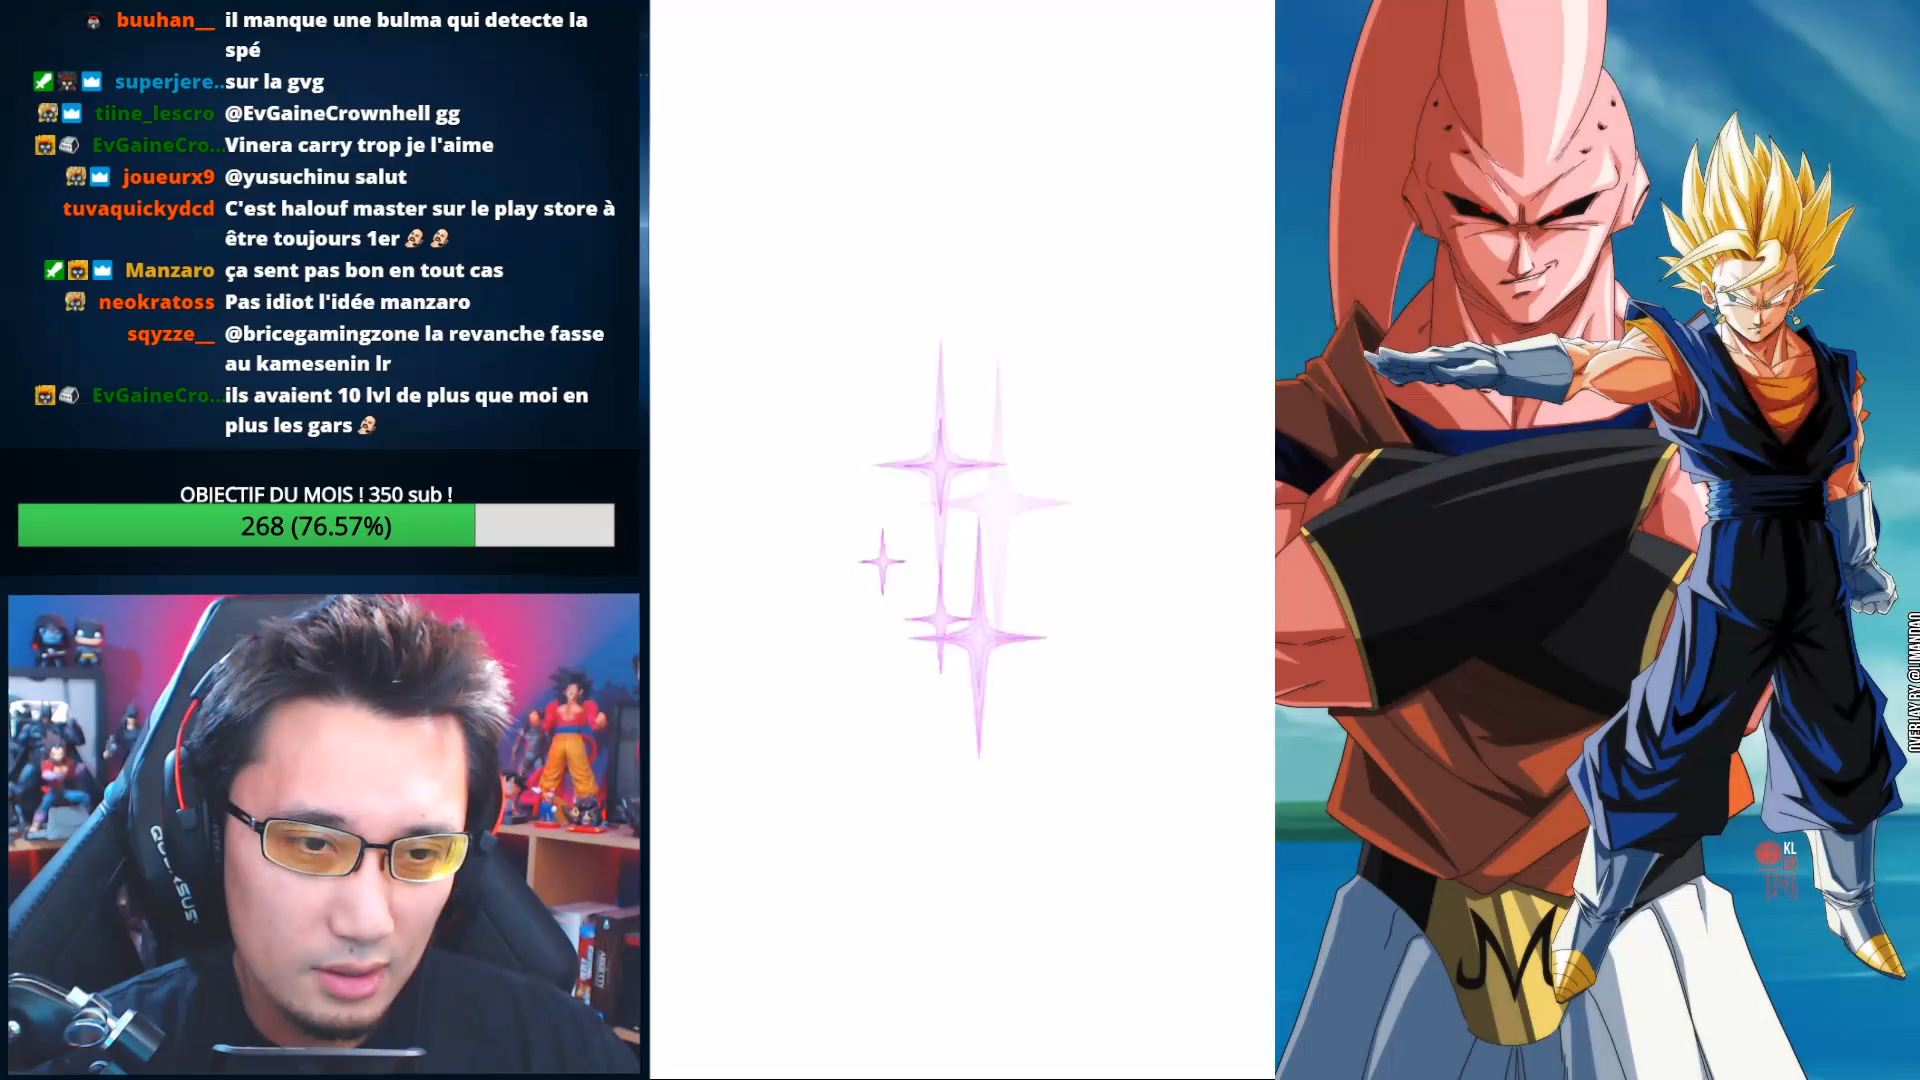 buuhan__ il manque une bulma qui detecte la
spé
superjere.. sur la gvg
tiine_lescro @EvGaineCrownhell gg
EvGaineCro... Vinera carry trop je l'aime
joueurx9 @yusuchinu salut
tuvaquickydcd C'est halouf master sur le play store à
être toujours 1er
Manzaro ça sent pas bon en tout cas
neokratoss Pas idiot l'idée manzaro
sqyzze__ @bricegamingzone la revanche fasse
au kamesenin lr
EvGaineCro... ils avaient 10 lvl de plus que moi en
plus les gars
OBJECTIF DU MOIS ! 350 sub !
268 (76.57%)
KL
OVERLAY BY @LIMANDAO